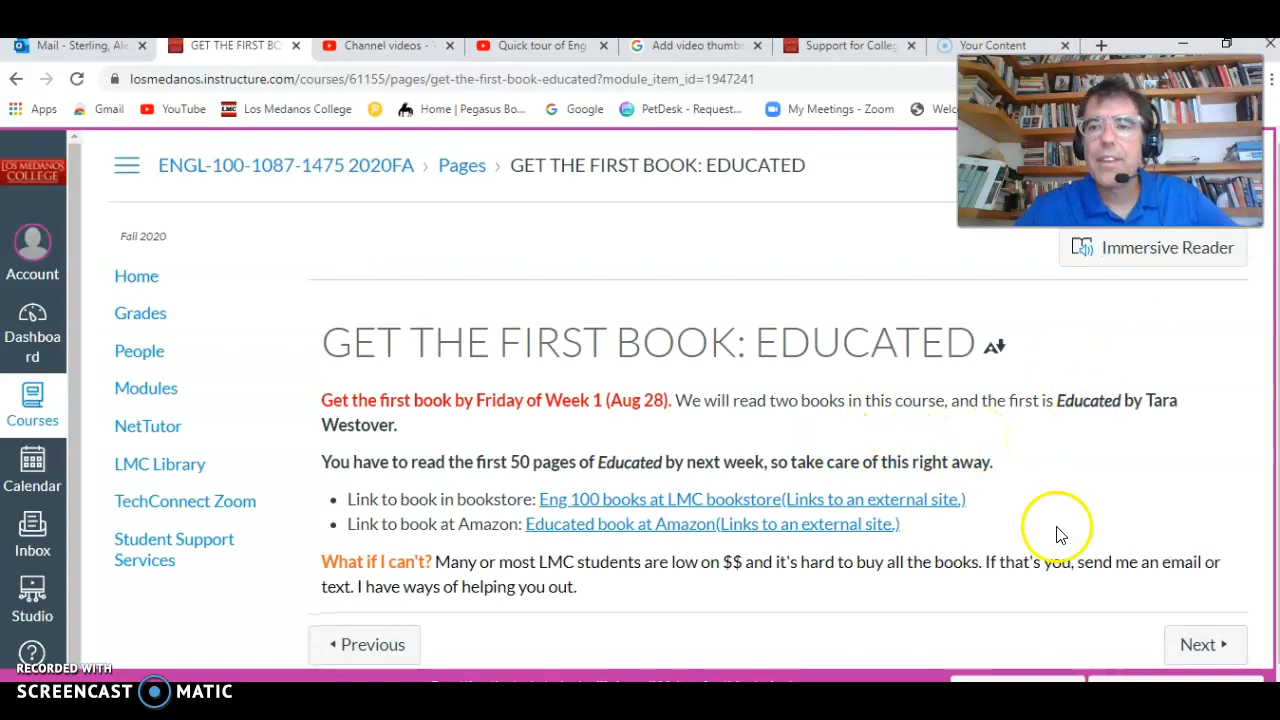 Mail - Sterling, Ale
GET THE FIRST BO
Channel videos - Y
Quick tour of Eng
Add video thumb
Support for Colleg
Your Content
losmedanos.instructure.com/courses/61155/pages/get-the-first-book-educated?module_item_id=1947241
Apps
Gmail
YouTube
Los Medanos College
Home | Pegasus Bo...
Google
PetDesk - Request...
My Meetings - Zoom
Welc
LOS MEDANOS
COLLEGE
ENGL-100-1087-1475 2020FA › Pages › GET THE FIRST BOOK: EDUCATED
Immersive Reader
Account
Dashboa
rd
Courses
Calendar
Inbox
Studio
Fall 2020
Home
Grades
People
Modules
NetTutor
LMC Library
TechConnect Zoom
Student Support
Services
GET THE FIRST BOOK: EDUCATED
Get the first book by Friday of Week 1 (Aug 28). We will read two books in this course, and the first is Educated by Tara
Westover.
You have to read the first 50 pages of Educated by next week, so take care of this right away.
• Link to book in bookstore: Eng 100 books at LMC bookstore(Links to an external site.)
• Link to book at Amazon: Educated book at Amazon(Links to an external site.)
What if I can't? Many or most LMC students are low on $$ and it's hard to buy all the books. If that's you, send me an email or
text. I have ways of helping you out.
Previous
Next
RECORDED WITH
SCREENCAST MATIC